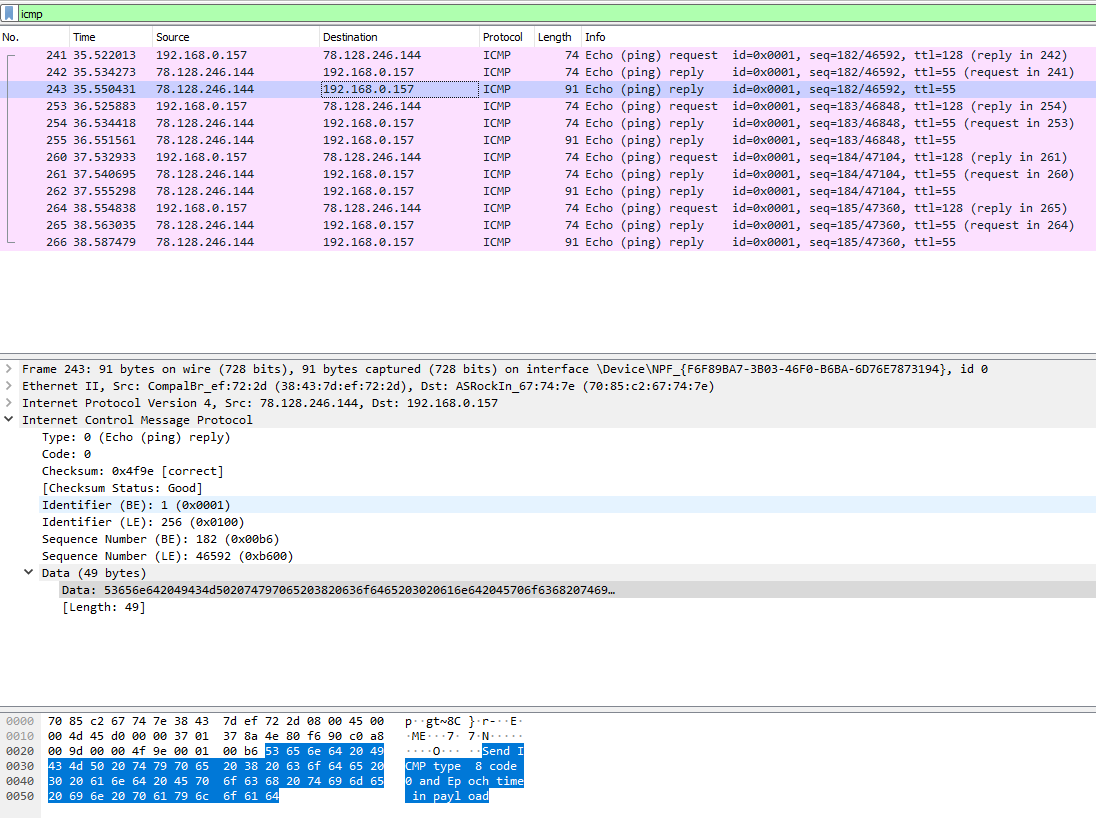 icmp
No. Time Source Destination Protocol Length Info
241 35.522013 192.168.0.157 78.128.246.144 ICMP 74 Echo (ping) request id=0x0001, seq=182/46592, ttl=128 (reply in 242)
242 35.534273 78.128.246.144 192.168.0.157 ICMP 74 Echo (ping) reply id=0x0001, seq=182/46592, ttl=55 (request in 241)
243 35.550431 78.128.246.144 192.168.0.157 ICMP 91 Echo (ping) reply id=0x0001, seq=182/46592, ttl=55
253 36.525883 192.168.0.157 78.128.246.144 ICMP 74 Echo (ping) request id=0x0001, seq=183/46848, ttl=128 (reply in 254)
254 36.534418 78.128.246.144 192.168.0.157 ICMP 74 Echo (ping) reply id=0x0001, seq=183/46848, ttl=55 (request in 253)
255 36.551561 78.128.246.144 192.168.0.157 ICMP 91 Echo (ping) reply id=0x0001, seq=183/46848, ttl=55
260 37.532933 192.168.0.157 78.128.246.144 ICMP 74 Echo (ping) request id=0x0001, seq=184/47104, ttl=128 (reply in 261)
261 37.540695 78.128.246.144 192.168.0.157 ICMP 74 Echo (ping) reply id=0x0001, seq=184/47104, ttl=55 (request in 260)
262 37.555298 78.128.246.144 192.168.0.157 ICMP 91 Echo (ping) reply id=0x0001, seq=184/47104, ttl=55
264 38.554838 192.168.0.157 78.128.246.144 ICMP 74 Echo (ping) request id=0x0001, seq=185/47360, ttl=128 (reply in 265)
265 38.563035 78.128.246.144 192.168.0.157 ICMP 74 Echo (ping) reply id=0x0001, seq=185/47360, ttl=55 (request in 264)
266 38.587479 78.128.246.144 192.168.0.157 ICMP 91 Echo (ping) reply id=0x0001, seq=185/47360, ttl=55
Frame 243: 91 bytes on wire (728 bits), 91 bytes captured (728 bits) on interface \Device\NPF_{F6F89BA7-3B03-46F0-B6BA-6D76E7873194}, id 0
Ethernet II, Src: CompalBr_ef:72:2d (38:43:7d:ef:72:2d), Dst: ASRockIn_67:74:7e (70:85:c2:67:74:7e)
Internet Protocol Version 4, Src: 78.128.246.144, Dst: 192.168.0.157
Internet Control Message Protocol
Type: 0 (Echo (ping) reply)
Code: 0
Checksum: 0x4f9e [correct]
[Checksum Status: Good]
Identifier (BE): 1 (0x0001)
Identifier (LE): 256 (0x0100)
Sequence Number (BE): 182 (0x00b6)
Sequence Number (LE): 46592 (0xb600)
Data (49 bytes)
Data: 53656e642049434d502074797065203820636f6465203020616e642045706f6368207469…
[Length: 49]
0000 70 85 c2 67 74 7e 38 43 7d ef 72 2d 08 00 45 00 p··gt~8C }·r-··E·
0010 00 4d 45 d0 00 00 37 01 37 8a 4e 80 f6 90 c0 a8 ·ME···7· 7·N·····
0020 00 9d 00 00 4f 9e 00 01 00 b6 53 65 6e 64 20 49 ····O··· ··Send I
0030 43 4d 50 20 74 79 70 65 20 38 20 63 6f 64 65 20 CMP type 8 code
0040 30 20 61 6e 64 20 45 70 6f 63 68 20 74 69 6d 65 0 and Ep och time
0050 20 69 6e 20 70 61 79 6c 6f 61 64 in payl oad